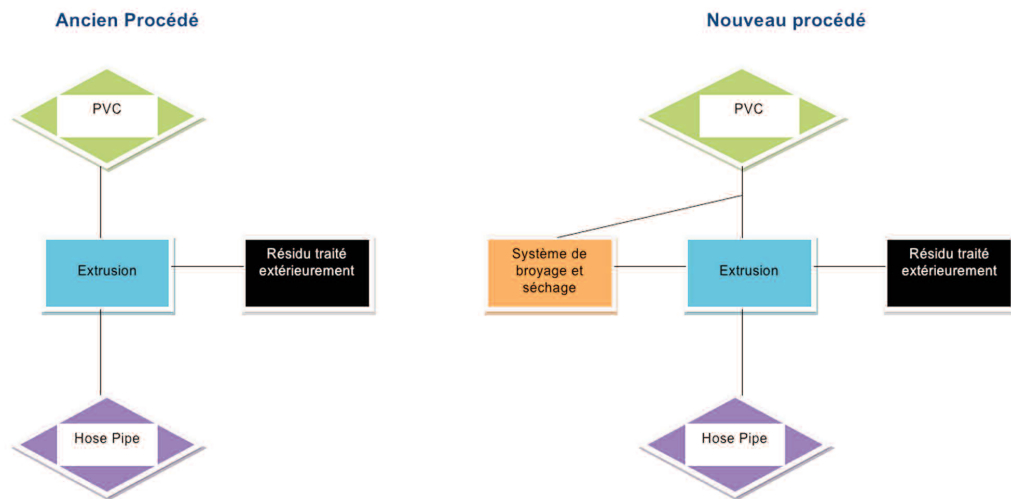 Ancien Procédé
PVC
Extrusion
Résidu traité
extérieurement
Hose Pipe
Nouveau procédé
PVC
Système de
broyage et
séchage
Extrusion
Résidu traité
extérieurement
Hose Pipe